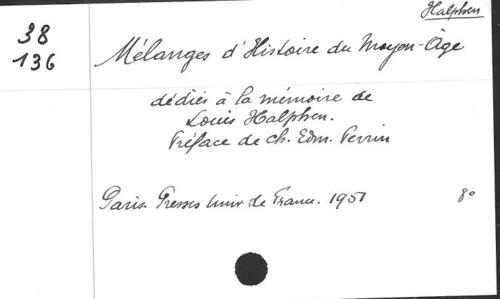 Halphen
38
136
Mélanges d'Histoire du Moyen-Âge
dédiés à la mémoire de
Louis Halphen.
Préface de Ch. Edm. Perrin
Paris. Presses Univ. de France. 1951
8º